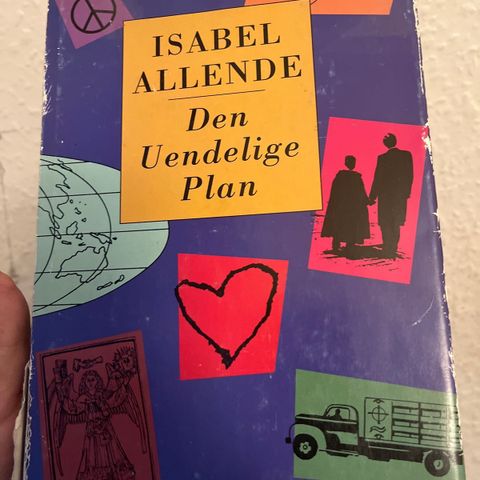 ISABEL
ALLENDE
Den
Uendelige
Plan